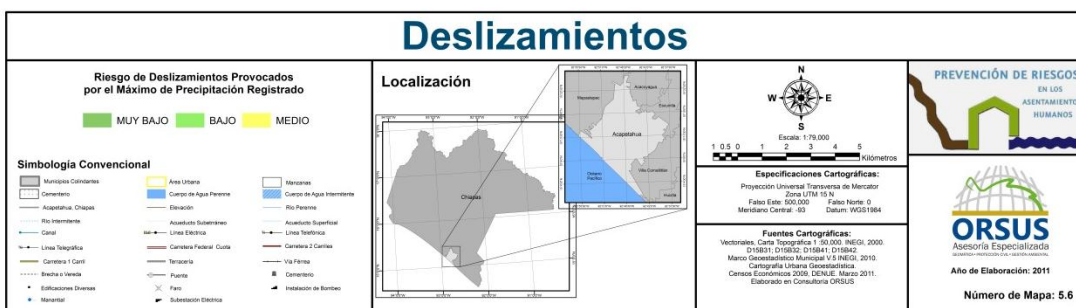 Deslizamientos
Riesgo de Deslizamientos Provocados
por el Máximo de Precipitación Registrado
MUY BAJO
BAJO
MEDIO
Simbología Convencional
Municipios Colindantes
Área Urbana
Manzanas
Cementerio
Cuerpo de Agua Perenne
Cuerpo de Agua Intermitente
Acapetahua, Chiapas
Elevación
Río Perenne
Río Intermitente
Acueducto Subetrráneo
Acueducto Superficial
Canal
Línea Eléctrica
Línea Telefónica
Línea Telegráfica
Carretera Federal Cuota
Carretera 2 Carriles
Carretera 1 Carril
Terracería
Vía Férrea
Brecha o Vereda
Puente
Cementerio
Edificaciones Diversas
Faro
Instalación de Bombeo
Manantial
Subestación Eléctrica
Localización
Chiapas
Acapetahua
Océano
Pacífico
N
W
E
S
Escala: 1:79,000
1 0.5 0 1 2 3 4 5
Kilómetros
Especificaciones Cartográficas:
Proyección Universal Transversa de Mercator
Zona UTM 15 N
Falso Este: 500,000 Falso Norte: 0
Meridiano Central: -93 Datum: WGS1984
Fuentes Cartográficas:
Vectoriales, Carta Topográfica 1:50,000. INEGI, 2000.
D15B31; D15B32; D15B41; D15B42.
Marco Geoestadístico Municipal V.5 INEGI, 2010.
Cartografía Urbana Geoestadística.
Censos Económicos 2009, DENUE. Marzo 2011.
Elaborado en Consultoría ORSUS
PREVENCIÓN DE RIESGOS
EN LOS
ASENTAMIENTOS
HUMANOS
ORSUS
Asesoría Especializada
Año de Elaboración: 2011
Número de Mapa: 5.6